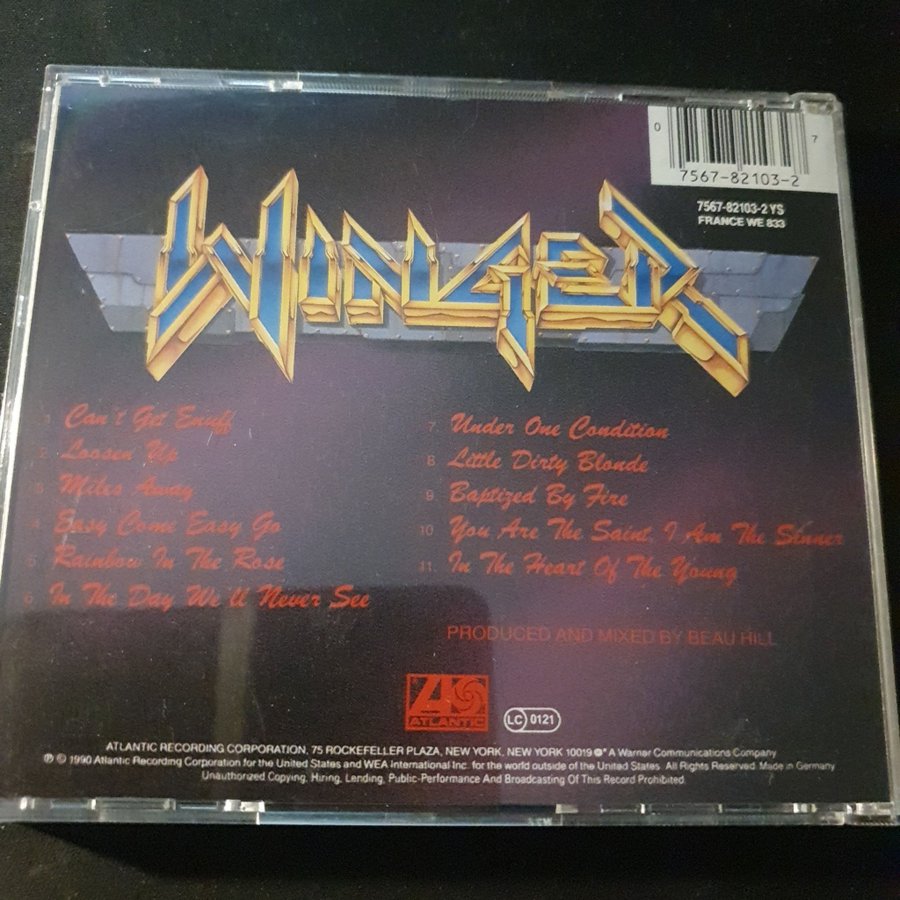 0 7
7567-82103-2
7567-82103-2 YS
FRANCE WE 833
WINGER
1 Can't Get Enuff
2 Loosen Up
3 Miles Away
4 Easy Come Easy Go
5 Rainbow In The Rose
6 In The Day We'll Never See
7 Under One Condition
8 Little Dirty Blonde
9 Baptized By Fire
10 You Are The Saint, I Am The Sinner
11 In The Heart Of The Young
PRODUCED AND MIXED BY BEAU HILL
ATLANTIC
LC 0121
ATLANTIC RECORDING CORPORATION, 75 ROCKEFELLER PLAZA, NEW YORK, NEW YORK 10019 A Warner Communications Company
℗ © 1990 Atlantic Recording Corporation for the United States and WEA International Inc. for the world outside of the United States. All Rights Reserved. Made in Germany
Unauthorized Copying, Hiring, Lending, Public-Performance And Broadcasting Of This Record Prohibited.